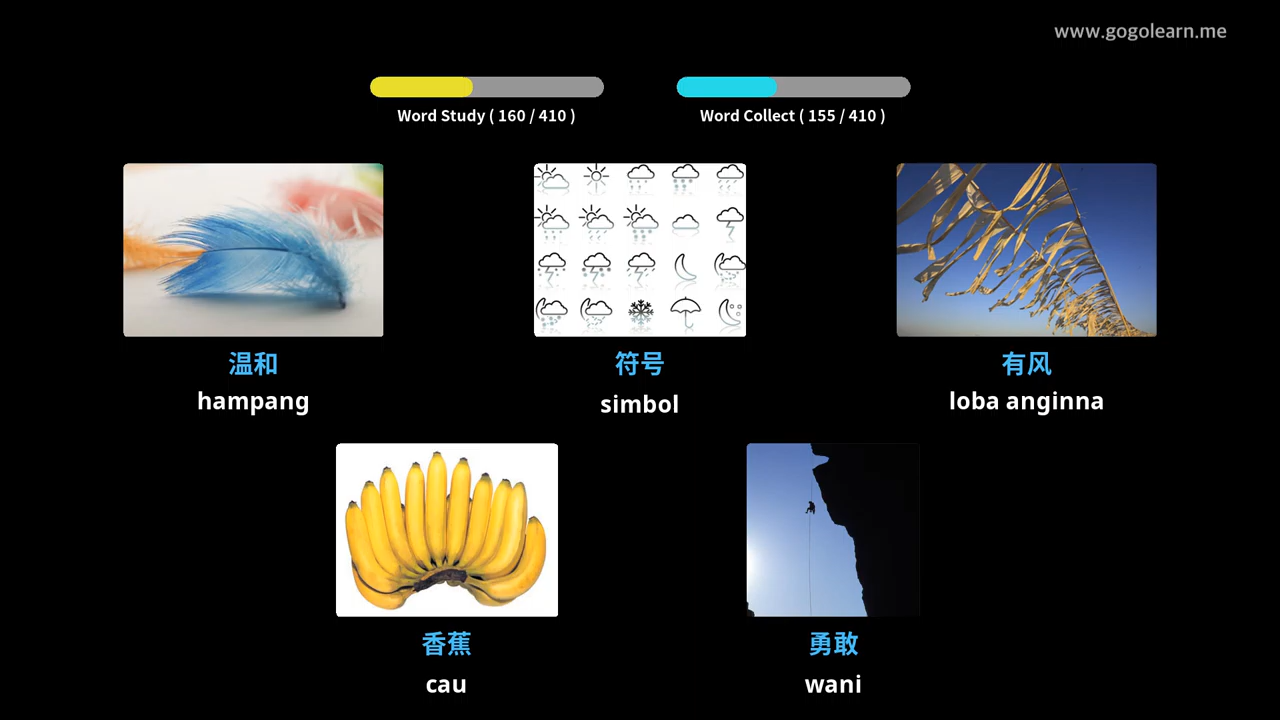 www.gogolearn.me
Word Study ( 160 / 410 )
Word Collect ( 155 / 410 )
温和
hampang
符号
simbol
有风
loba anginna
香蕉
cau
勇敢
wani